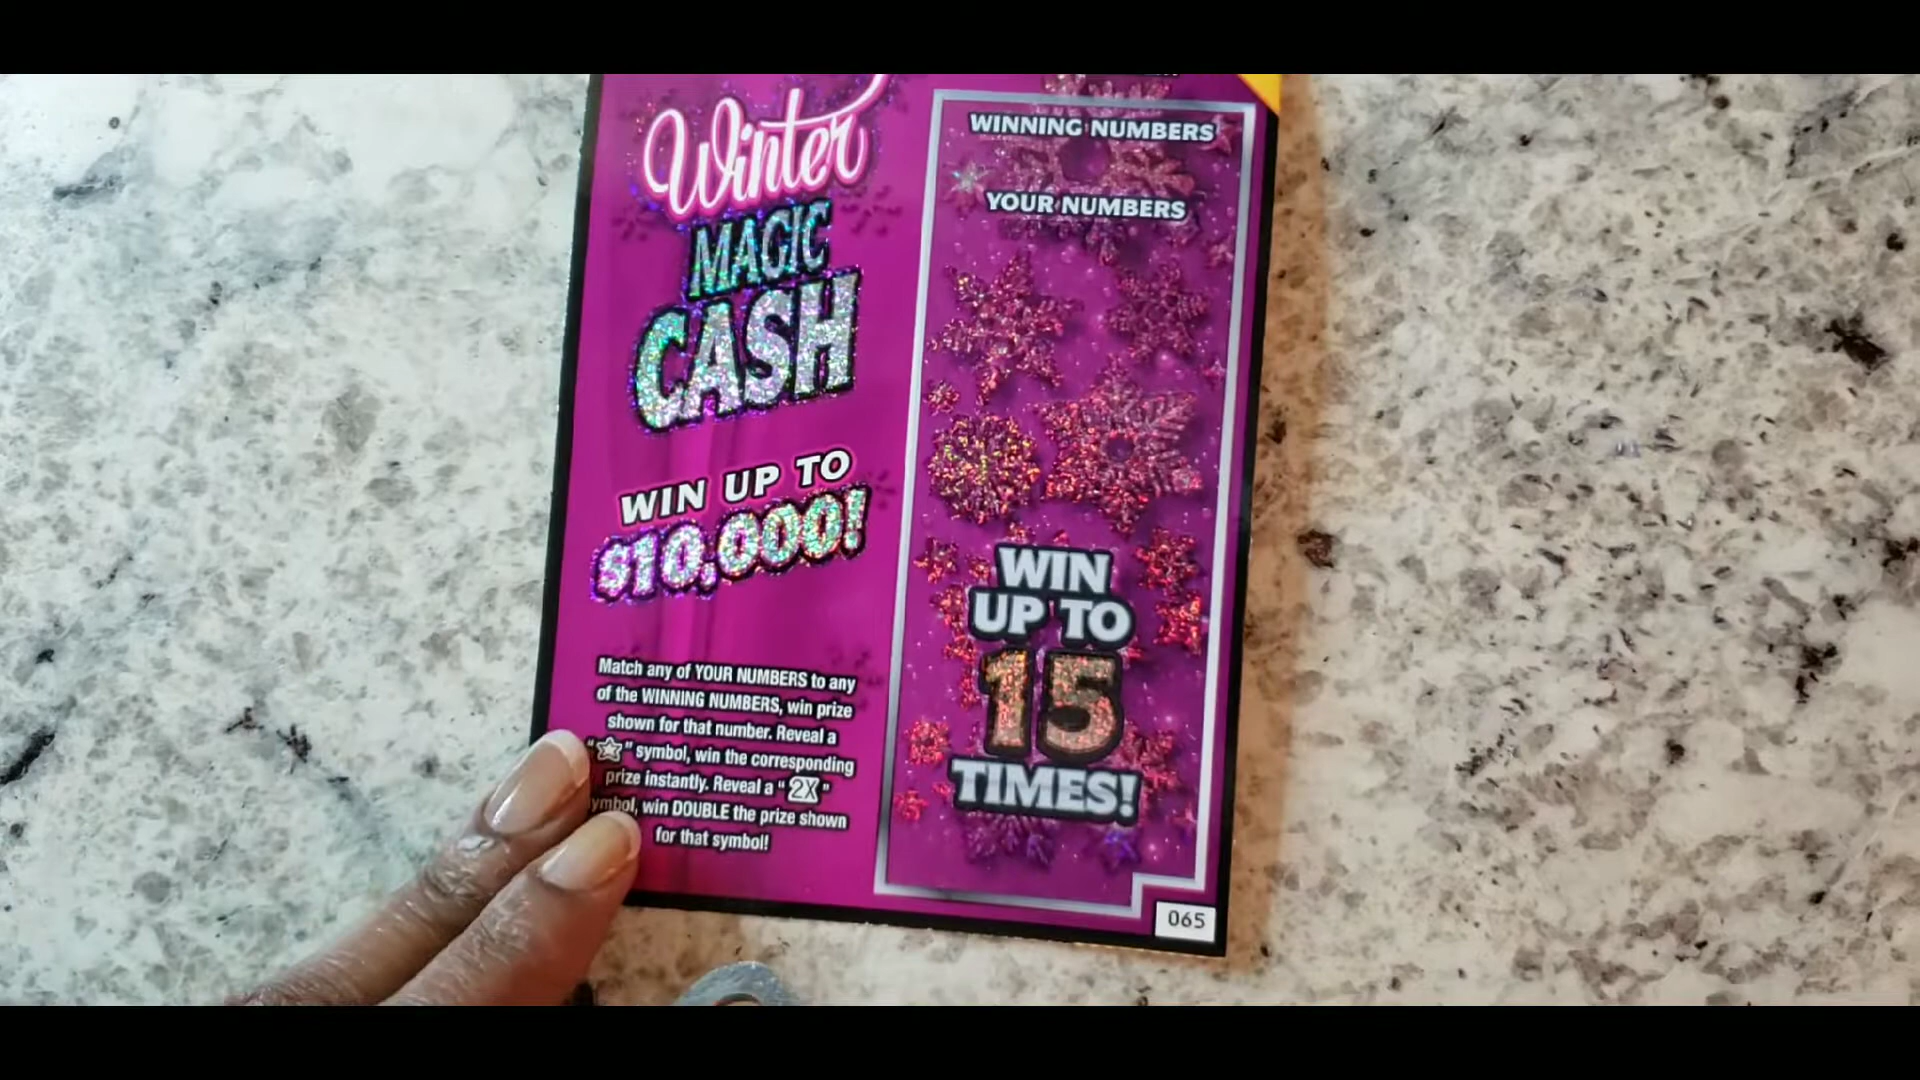 Winter
MAGIC
CASH
WIN UP TO
$10,000!
Match any of YOUR NUMBERS to any
of the WINNING NUMBERS, win prize
shown for that number. Reveal a
"☆" symbol, win the corresponding
prize instantly. Reveal a "2X"
ymbol, win DOUBLE the prize shown
for that symbol!
WINNING NUMBERS
YOUR NUMBERS
WIN
UP TO
15
TIMES!
065